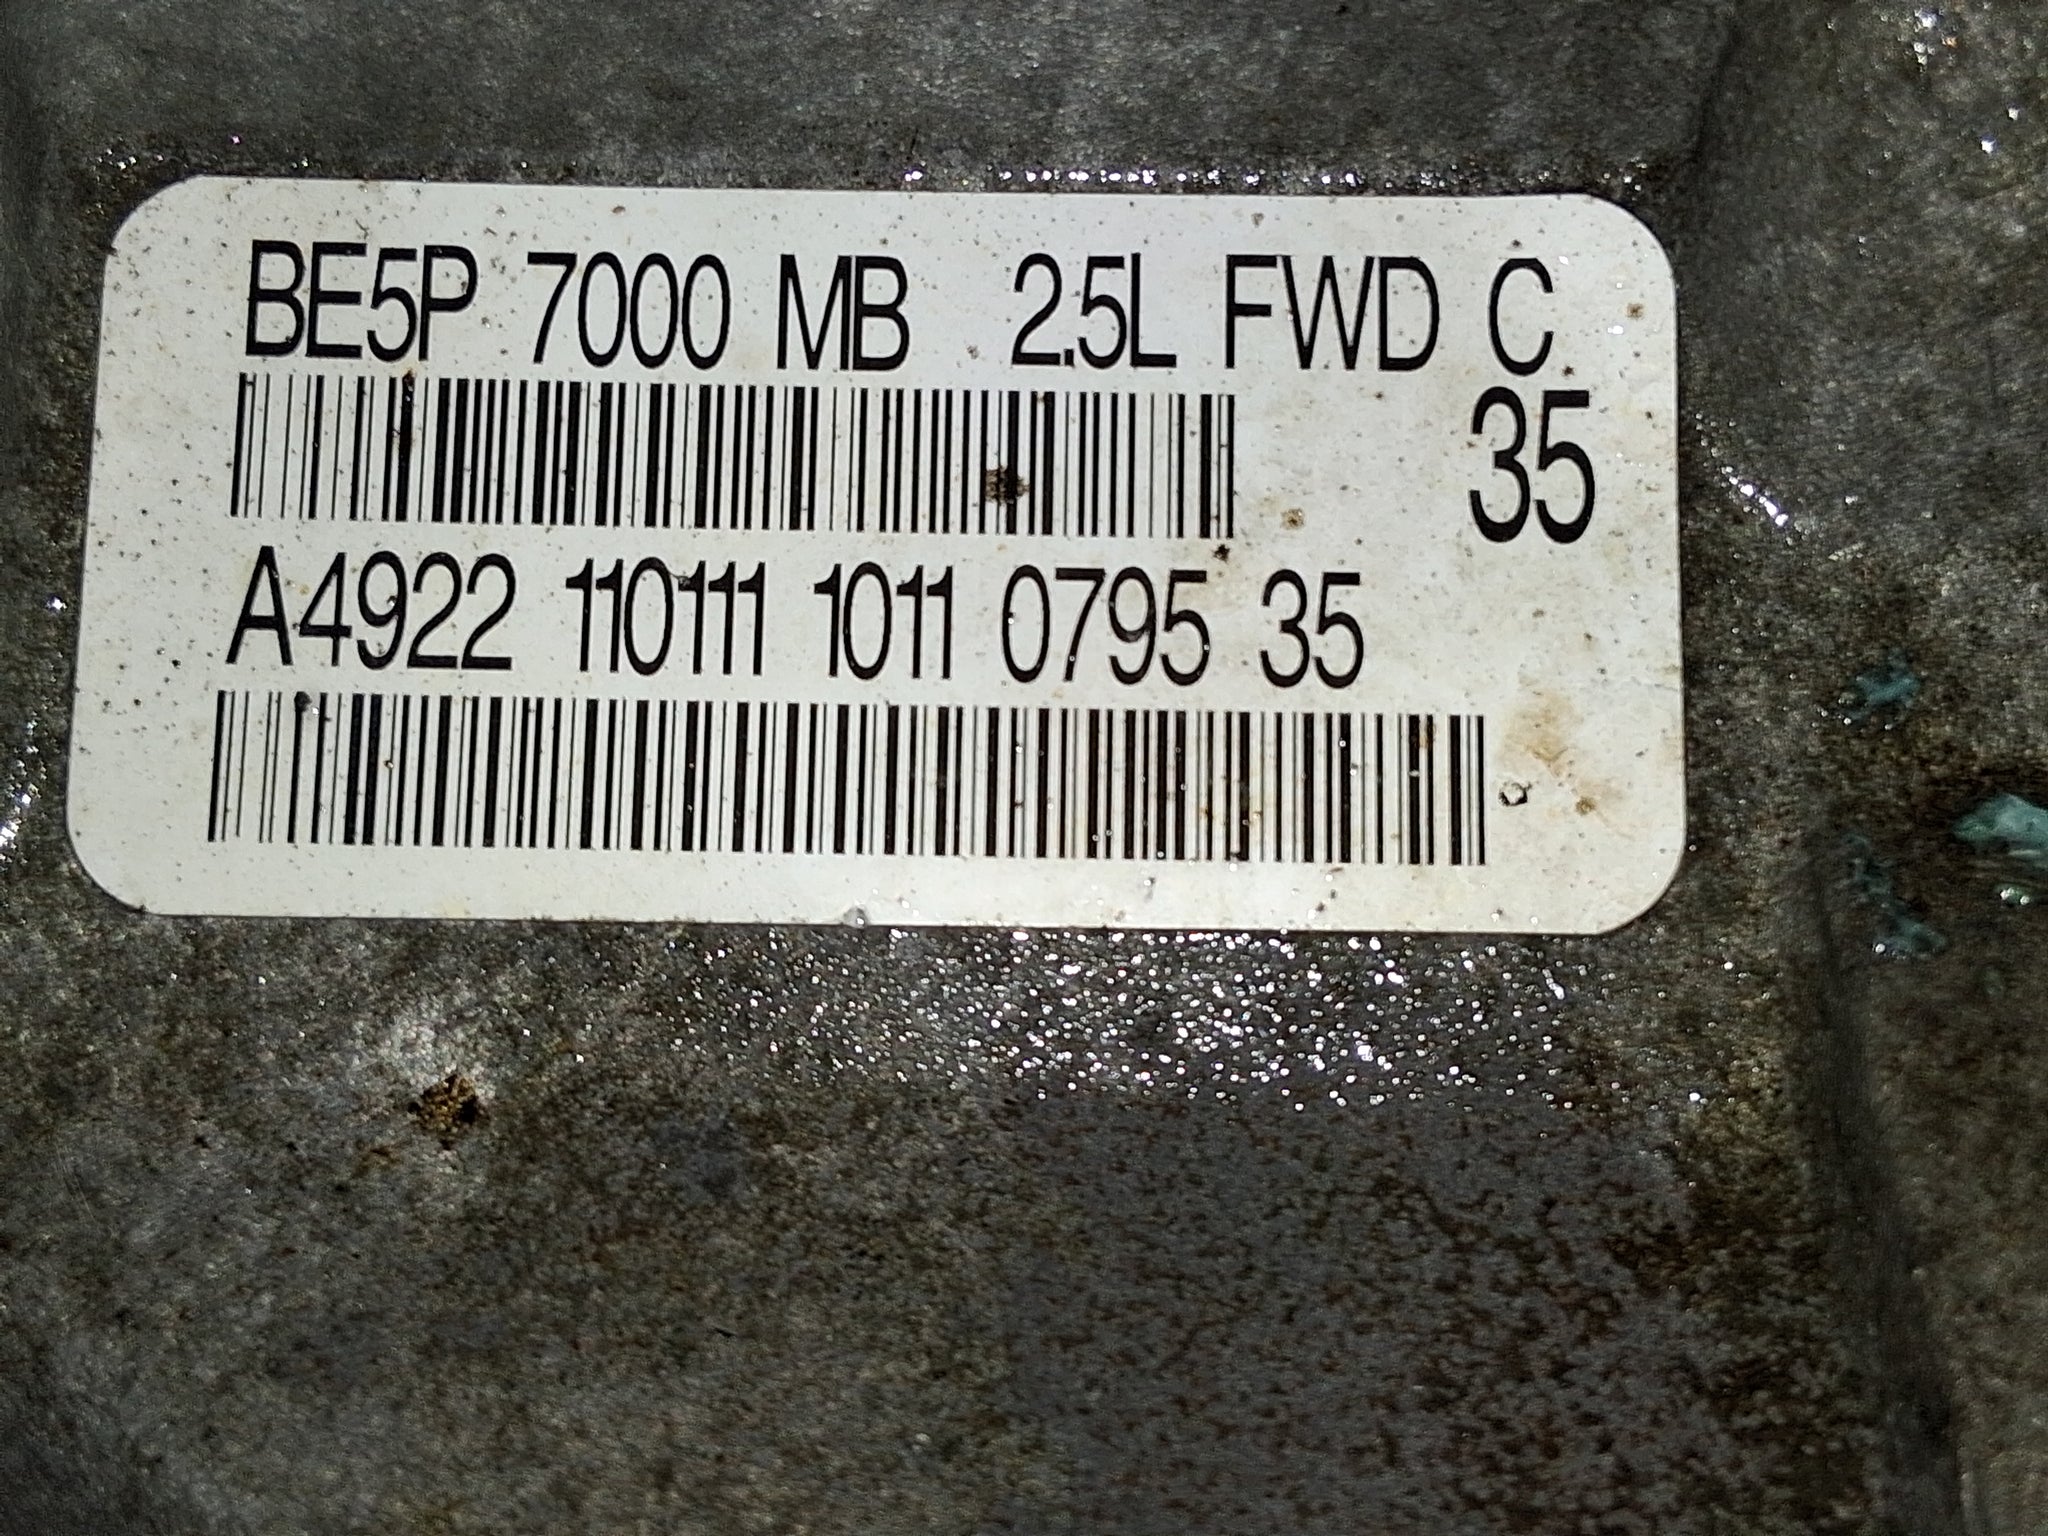 BE5P 7000 MB 2.5L FWD C
35
A4922 110111 1011 0795 35